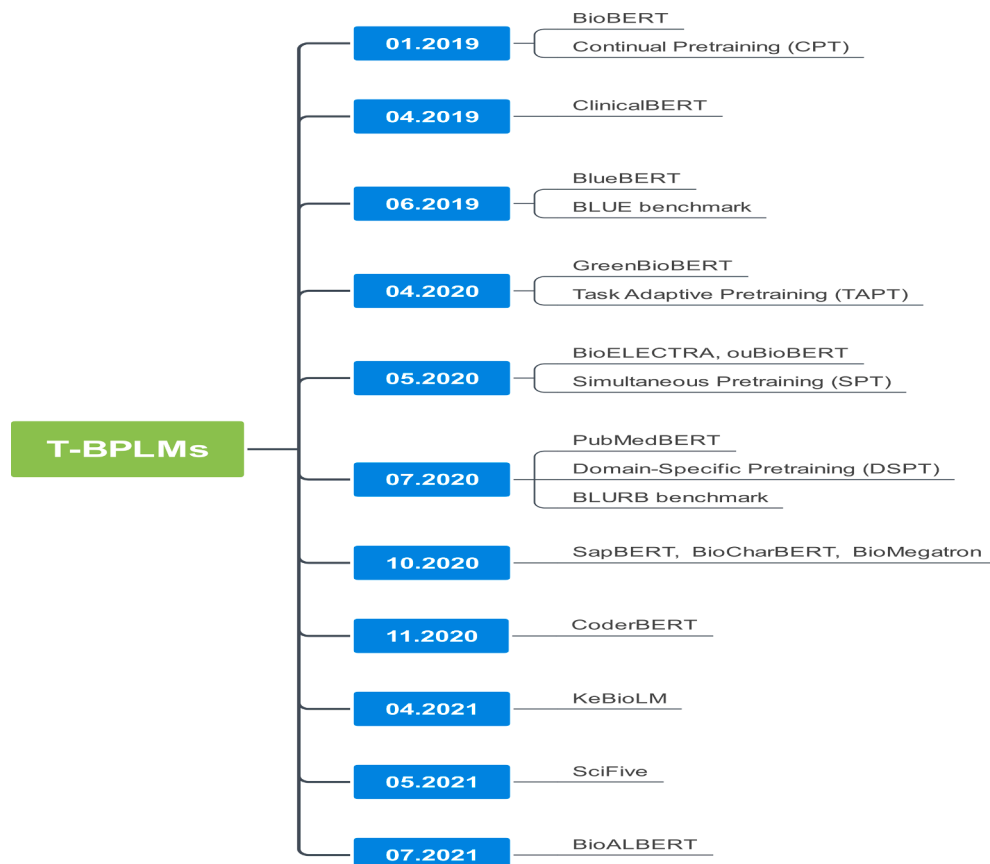 01.2019
BioBERT
Continual Pretraining (CPT)
04.2019
ClinicalBERT
06.2019
BlueBERT
BLUE benchmark
04.2020
GreenBioBERT
Task Adaptive Pretraining (TAPT)
05.2020
BioELECTRA, ouBioBERT
Simultaneous Pretraining (SPT)
T-BPLMs
07.2020
PubMedBERT
Domain-Specific Pretraining (DSPT)
BLURB benchmark
10.2020
SapBERT, BioCharBERT, BioMegatron
11.2020
CoderBERT
04.2021
KeBioLM
05.2021
SciFive
07.2021
BioALBERT